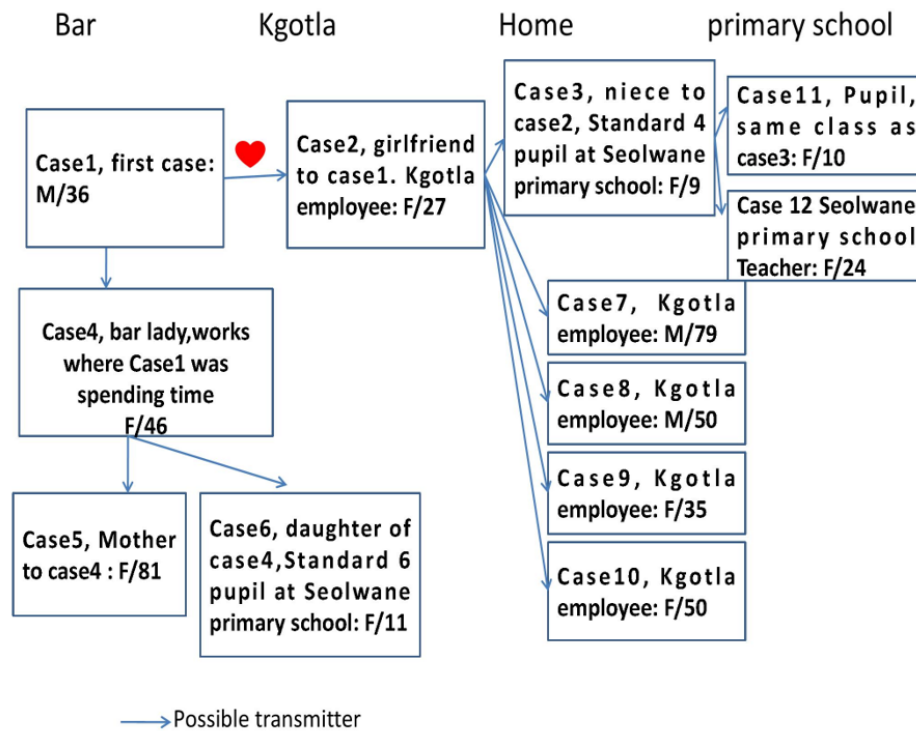 Bar
Kgotla
Home
primary school
Case1, first case:
M/36
Case2, girlfriend
to case1. Kgotla
employee: F/27
Case3, niece to
case2, Standard 4
pupil at Seolwane
primary school: F/9
Case11, Pupil,
same class as
case3: F/10
Case 12 Seolwane
primary school
Teacher: F/24
Case4, bar lady,works
where Case1 was
spending time
F/46
Case7, Kgotla
employee: M/79
Case8, Kgotla
employee: M/50
Case9, Kgotla
employee: F/35
Case10, Kgotla
employee: F/50
Case5, Mother
to case4 : F/81
Case6, daughter of
case4,Standard 6
pupil at Seolwane
primary school: F/11
Possible transmitter